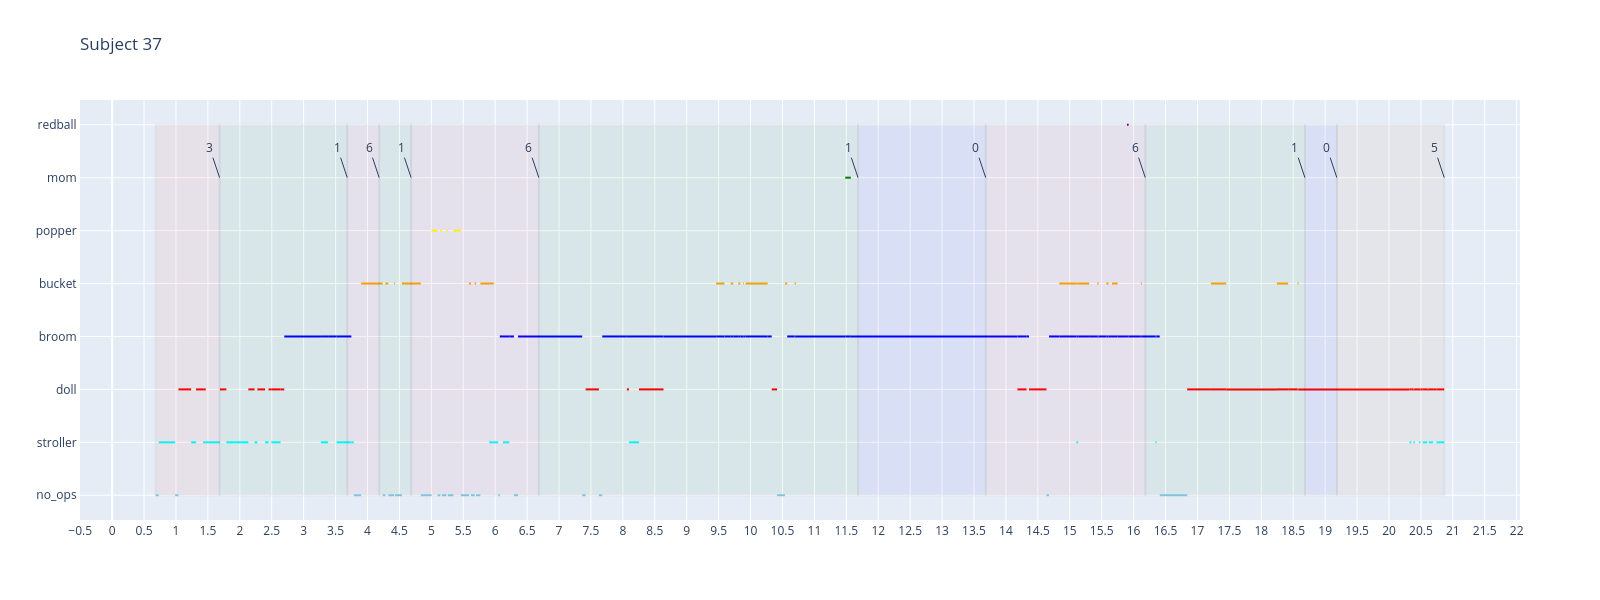 Subject 37
redball
3 1 6 1 6 1 0 6 1 0 5
mom
popper
bucket
broom
doll
stroller
no_ops
−0.5 0 0.5 1 1.5 2 2.5 3 3.5 4 4.5 5 5.5 6 6.5 7 7.5 8 8.5 9 9.5 10 10.5 11 11.5 12 12.5 13 13.5 14 14.5 15 15.5 16 16.5 17 17.5 18 18.5 19 19.5 20 20.5 21 21.5 22